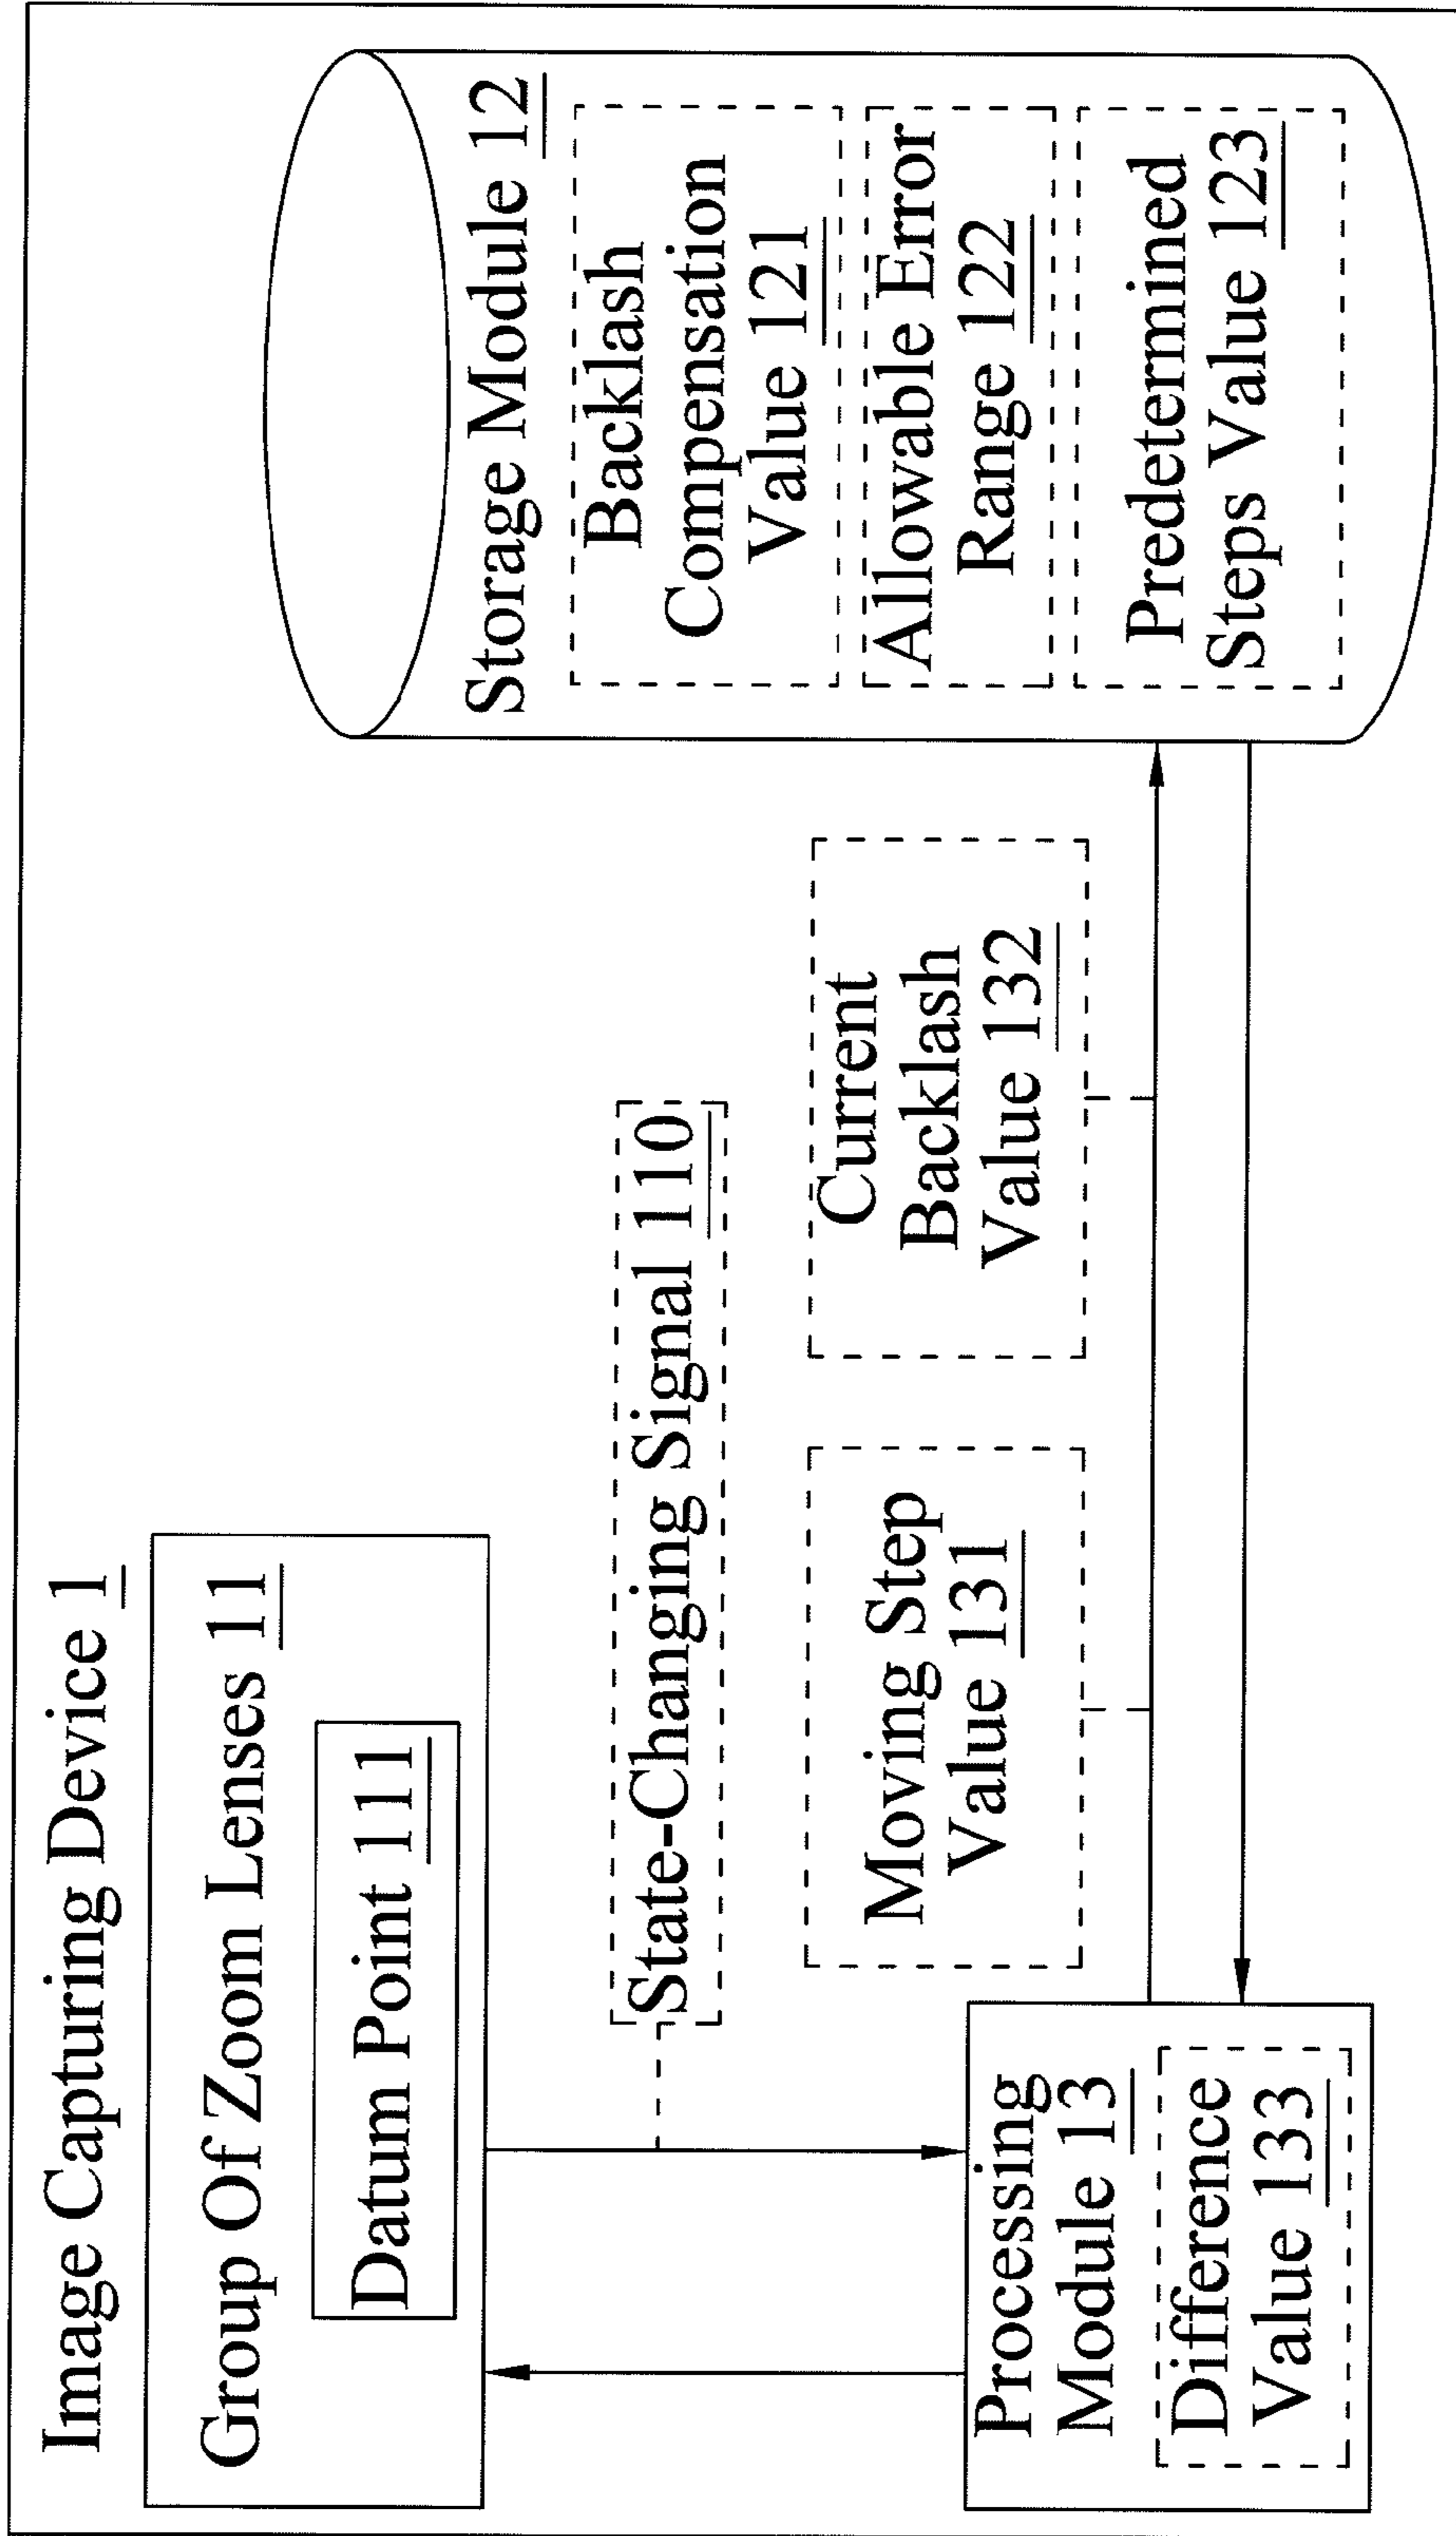 Image Capturing Device 1
Group Of Zoom Lenses 11
Datum Point 111
State-Changing Signal 110
Processing
Module 13
Difference
Value 133
Moving Step
Value 131
Current
Backlash
Value 132
Storage Module 12
Backlash
Compensation
Value 121
Allowable Error
Range 122
Predetermined
Steps Value 123